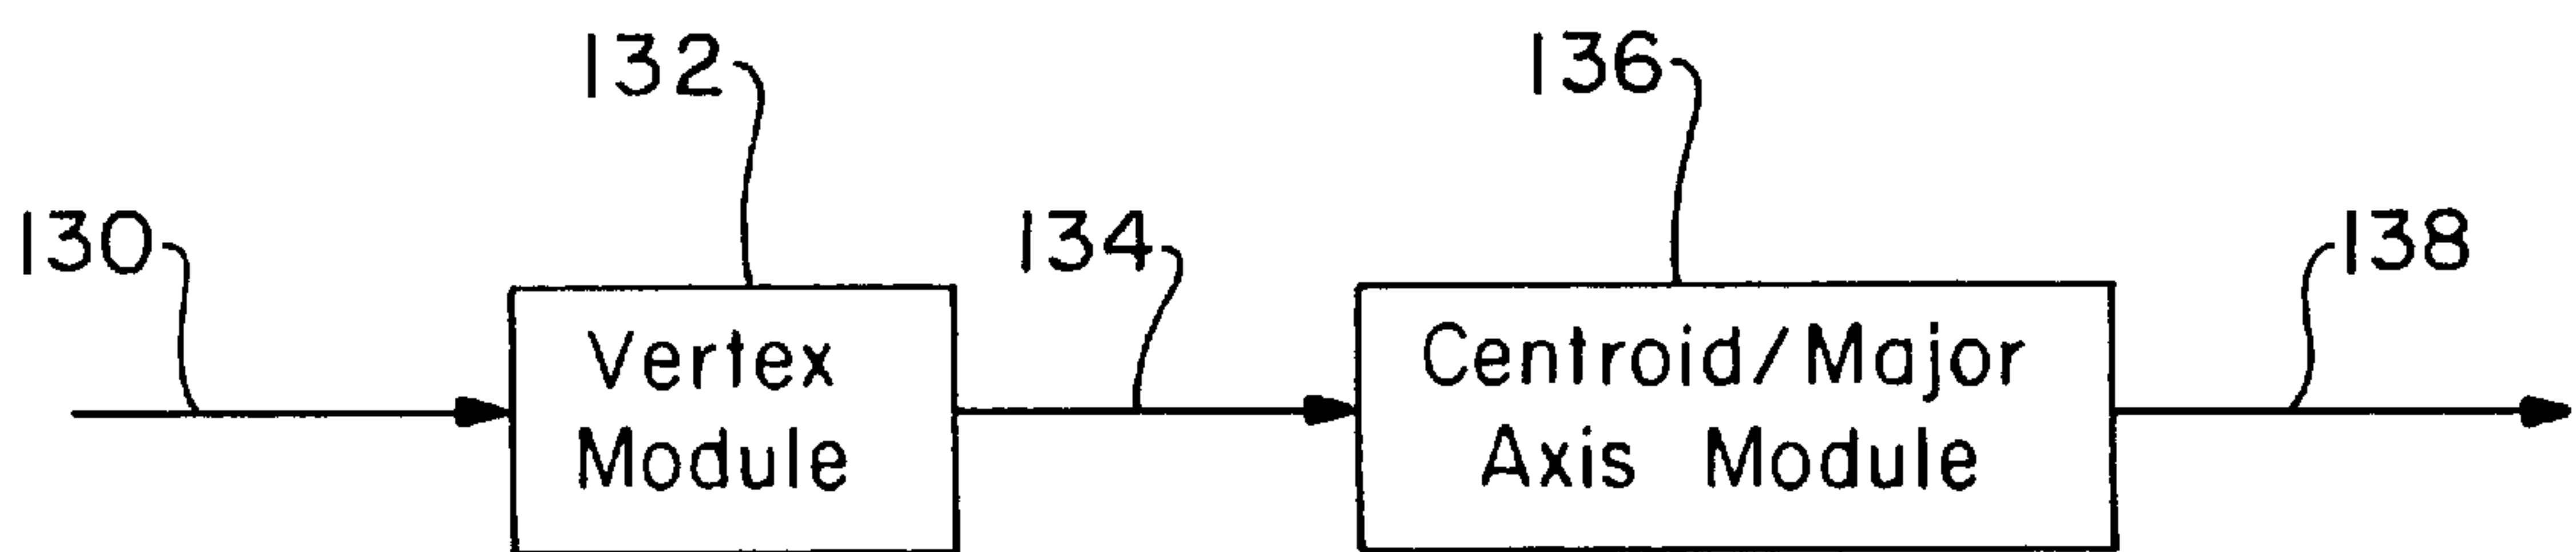 132
136
130
134
138
Vertex
Module
Centroid/Major
Axis Module